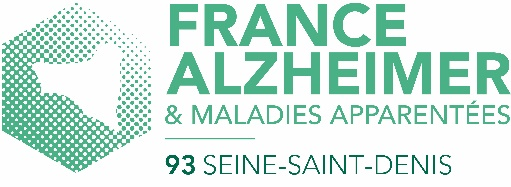 FRANCE
ALZHEIMER
& MALADIES APPARENTÉES
93 SEINE-SAINT-DENIS